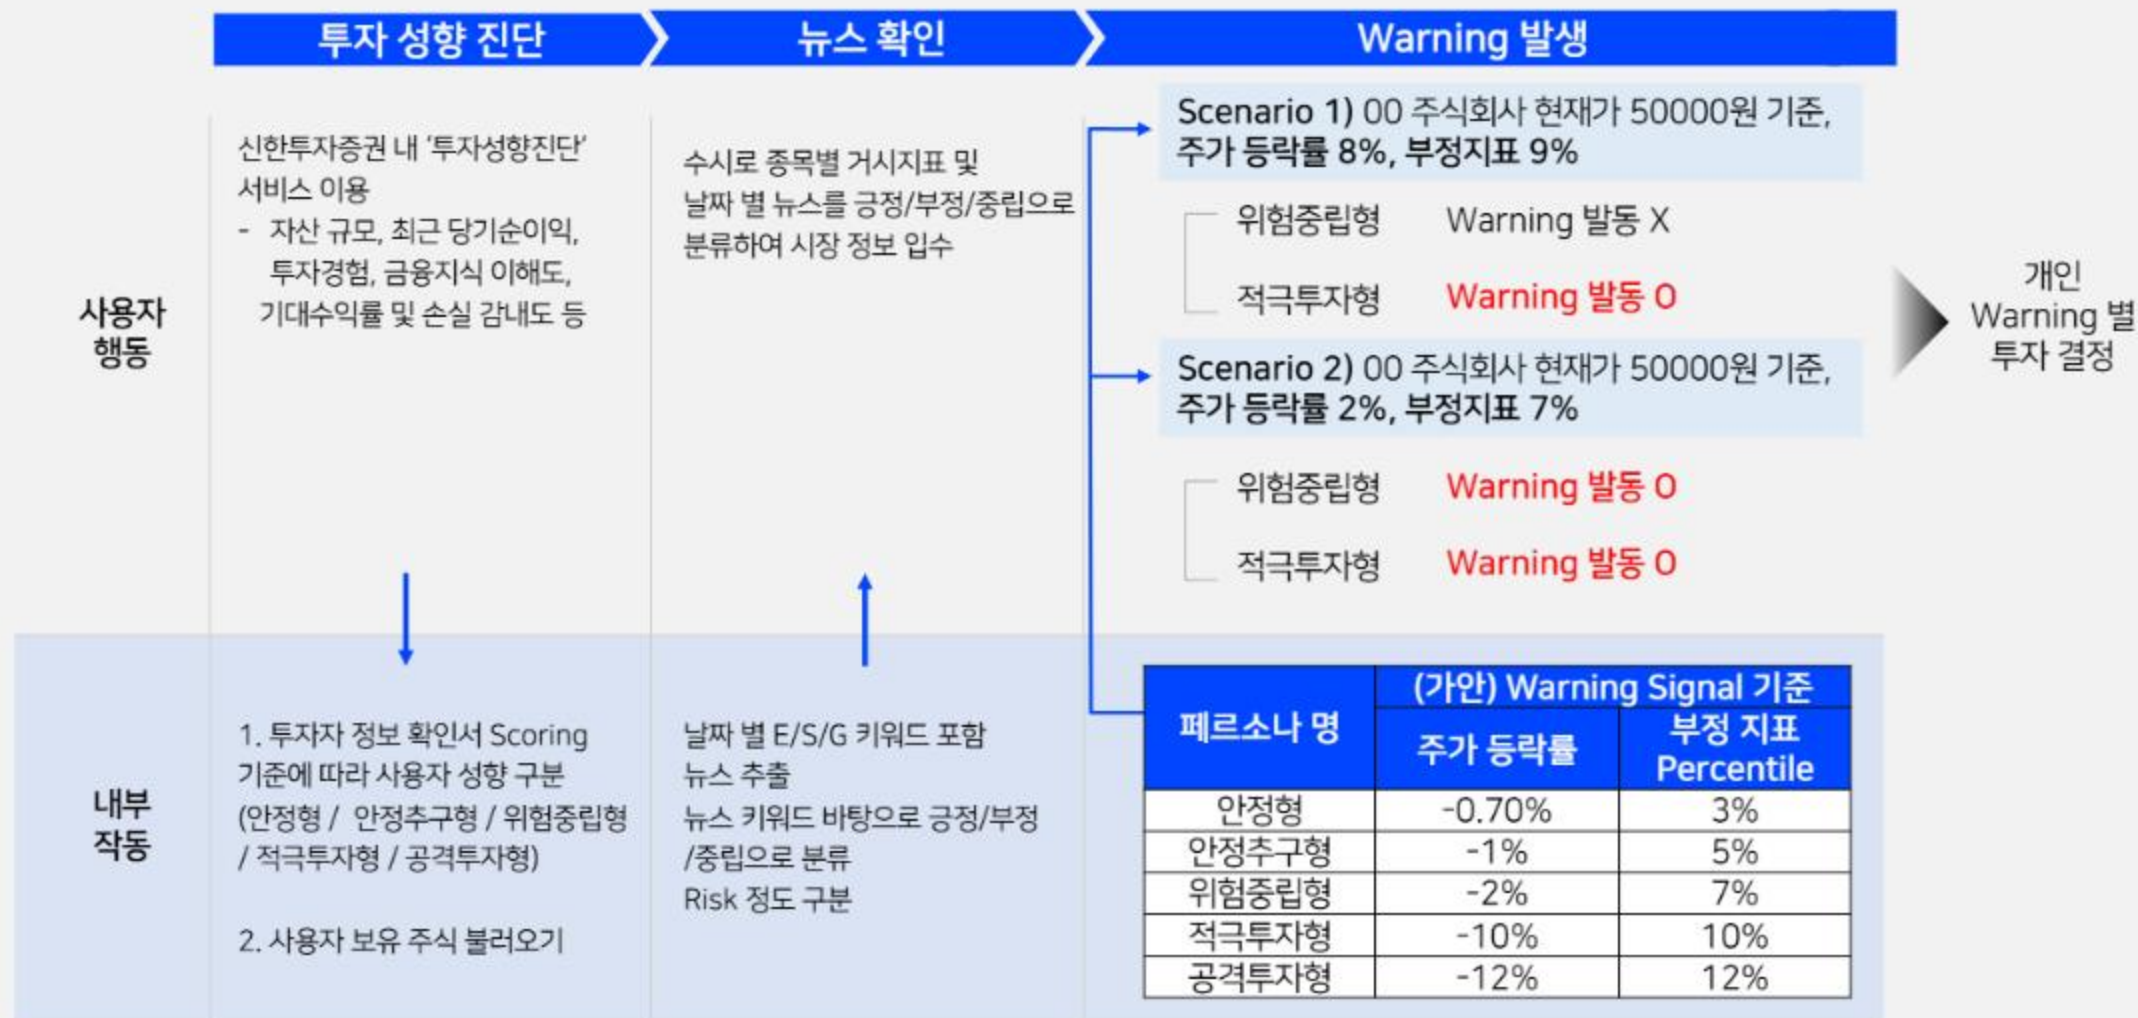 투자 성향 진단
뉴스 확인
Warning 발생
사용자
행동
신한투자증권 내 '투자성향진단'
서비스 이용
- 자산 규모, 최근 당기순이익,
투자경험, 금융지식 이해도,
기대수익률 및 손실 감내도 등
수시로 종목별 거시지표 및
날짜 별 뉴스를 긍정/부정/중립으로
분류하여 시장 정보 입수
Scenario 1) 00 주식회사 현재가 50000원 기준,
주가 등락률 8%, 부정지표 9%
위험중립형 Warning 발동 X
적극투자형 Warning 발동 O
Scenario 2) 00 주식회사 현재가 50000원 기준,
주가 등락률 2%, 부정지표 7%
위험중립형 Warning 발동 O
적극투자형 Warning 발동 O
개인
Warning 별
투자 결정
내부
작동
1. 투자자 정보 확인서 Scoring
기준에 따라 사용자 성향 구분
(안정형 / 안정추구형 / 위험중립형
/ 적극투자형 / 공격투자형)
2. 사용자 보유 주식 불러오기
날짜 별 E/S/G 키워드 포함
뉴스 추출
뉴스 키워드 바탕으로 긍정/부정
/중립으로 분류
Risk 정도 구분
페르소나 명
(가안) Warning Signal 기준
주가 등락률
부정 지표
Percentile
안정형 -0.70% 3%
안정추구형 -1% 5%
위험중립형 -2% 7%
적극투자형 -10% 10%
공격투자형 -12% 12%